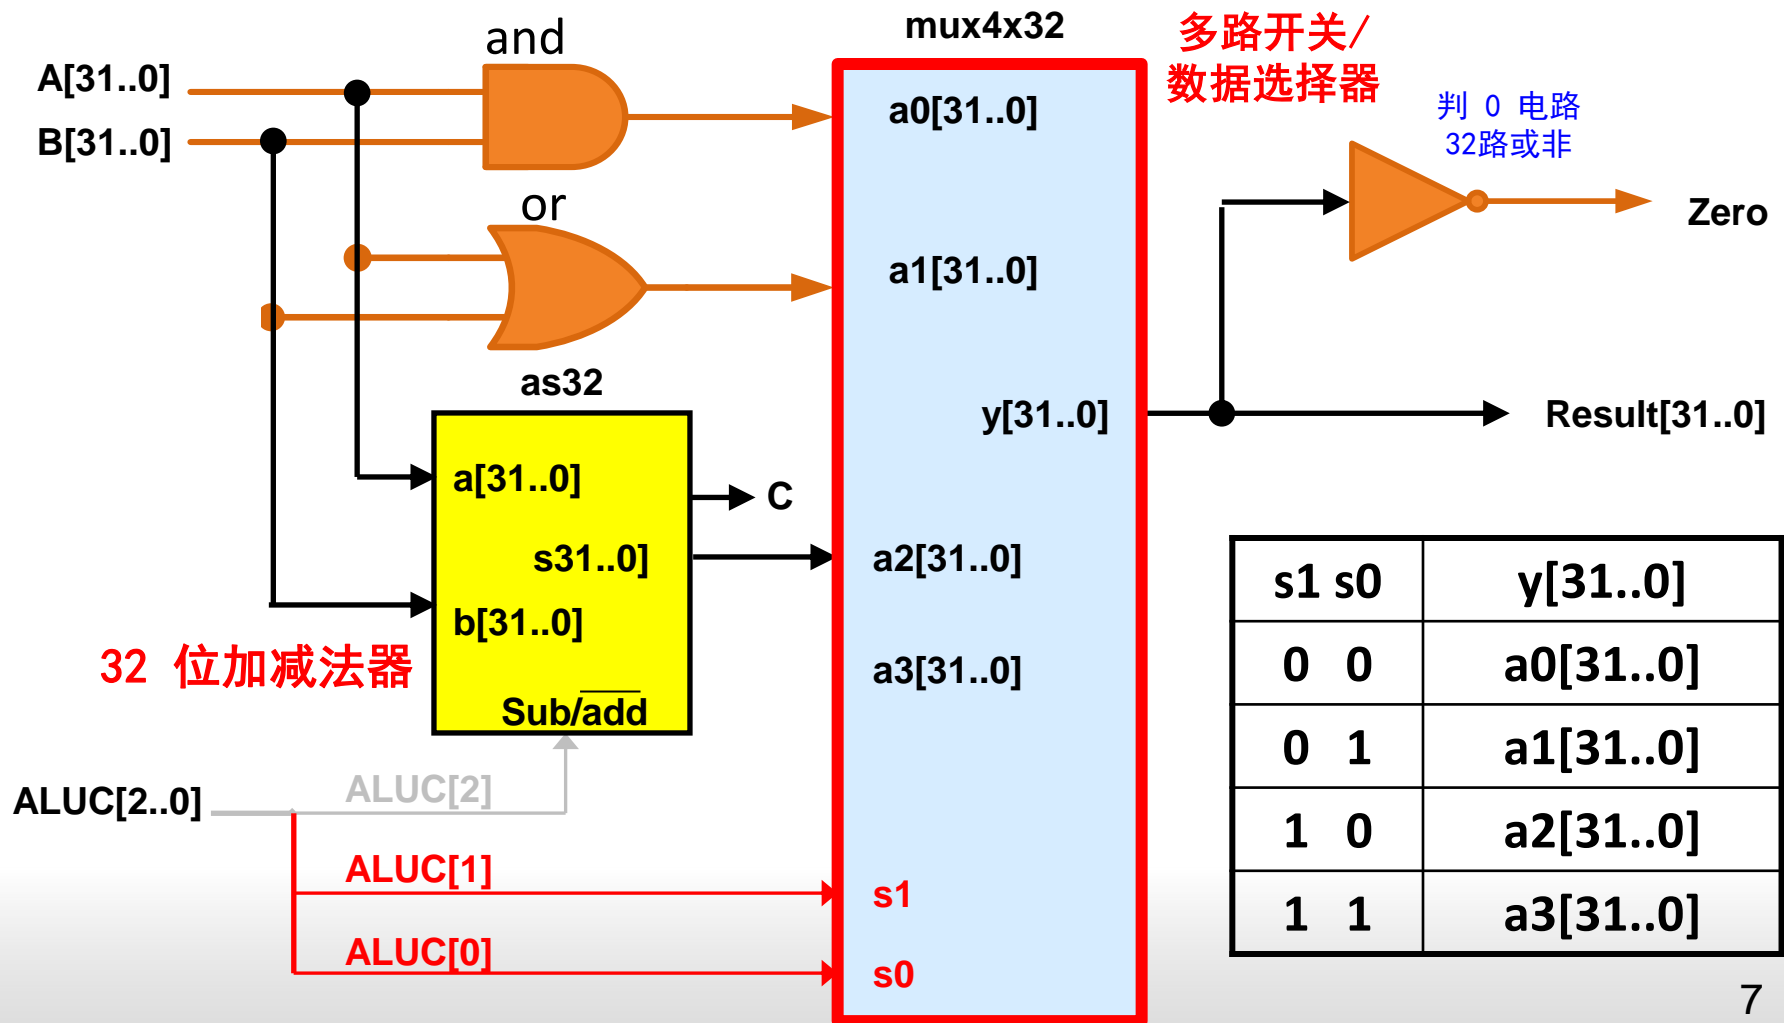 mux4x32
多路开关/
数据选择器
and
A[31..0]
B[31..0]
a0[31..0]
判 0 电路
32路或非
or
Zero
a1[31..0]
as32
y[31..0]
Result[31..0]
a[31..0]
C
s31..0]
a2[31..0]
b[31..0]
32 位加减法器
a3[31..0]
Sub/add
ALUC[2..0]
ALUC[2]
ALUC[1]
s1
ALUC[0]
s0
s1 s0 y[31..0]
0 0 a0[31..0]
0 1 a1[31..0]
1 0 a2[31..0]
1 1 a3[31..0]
7